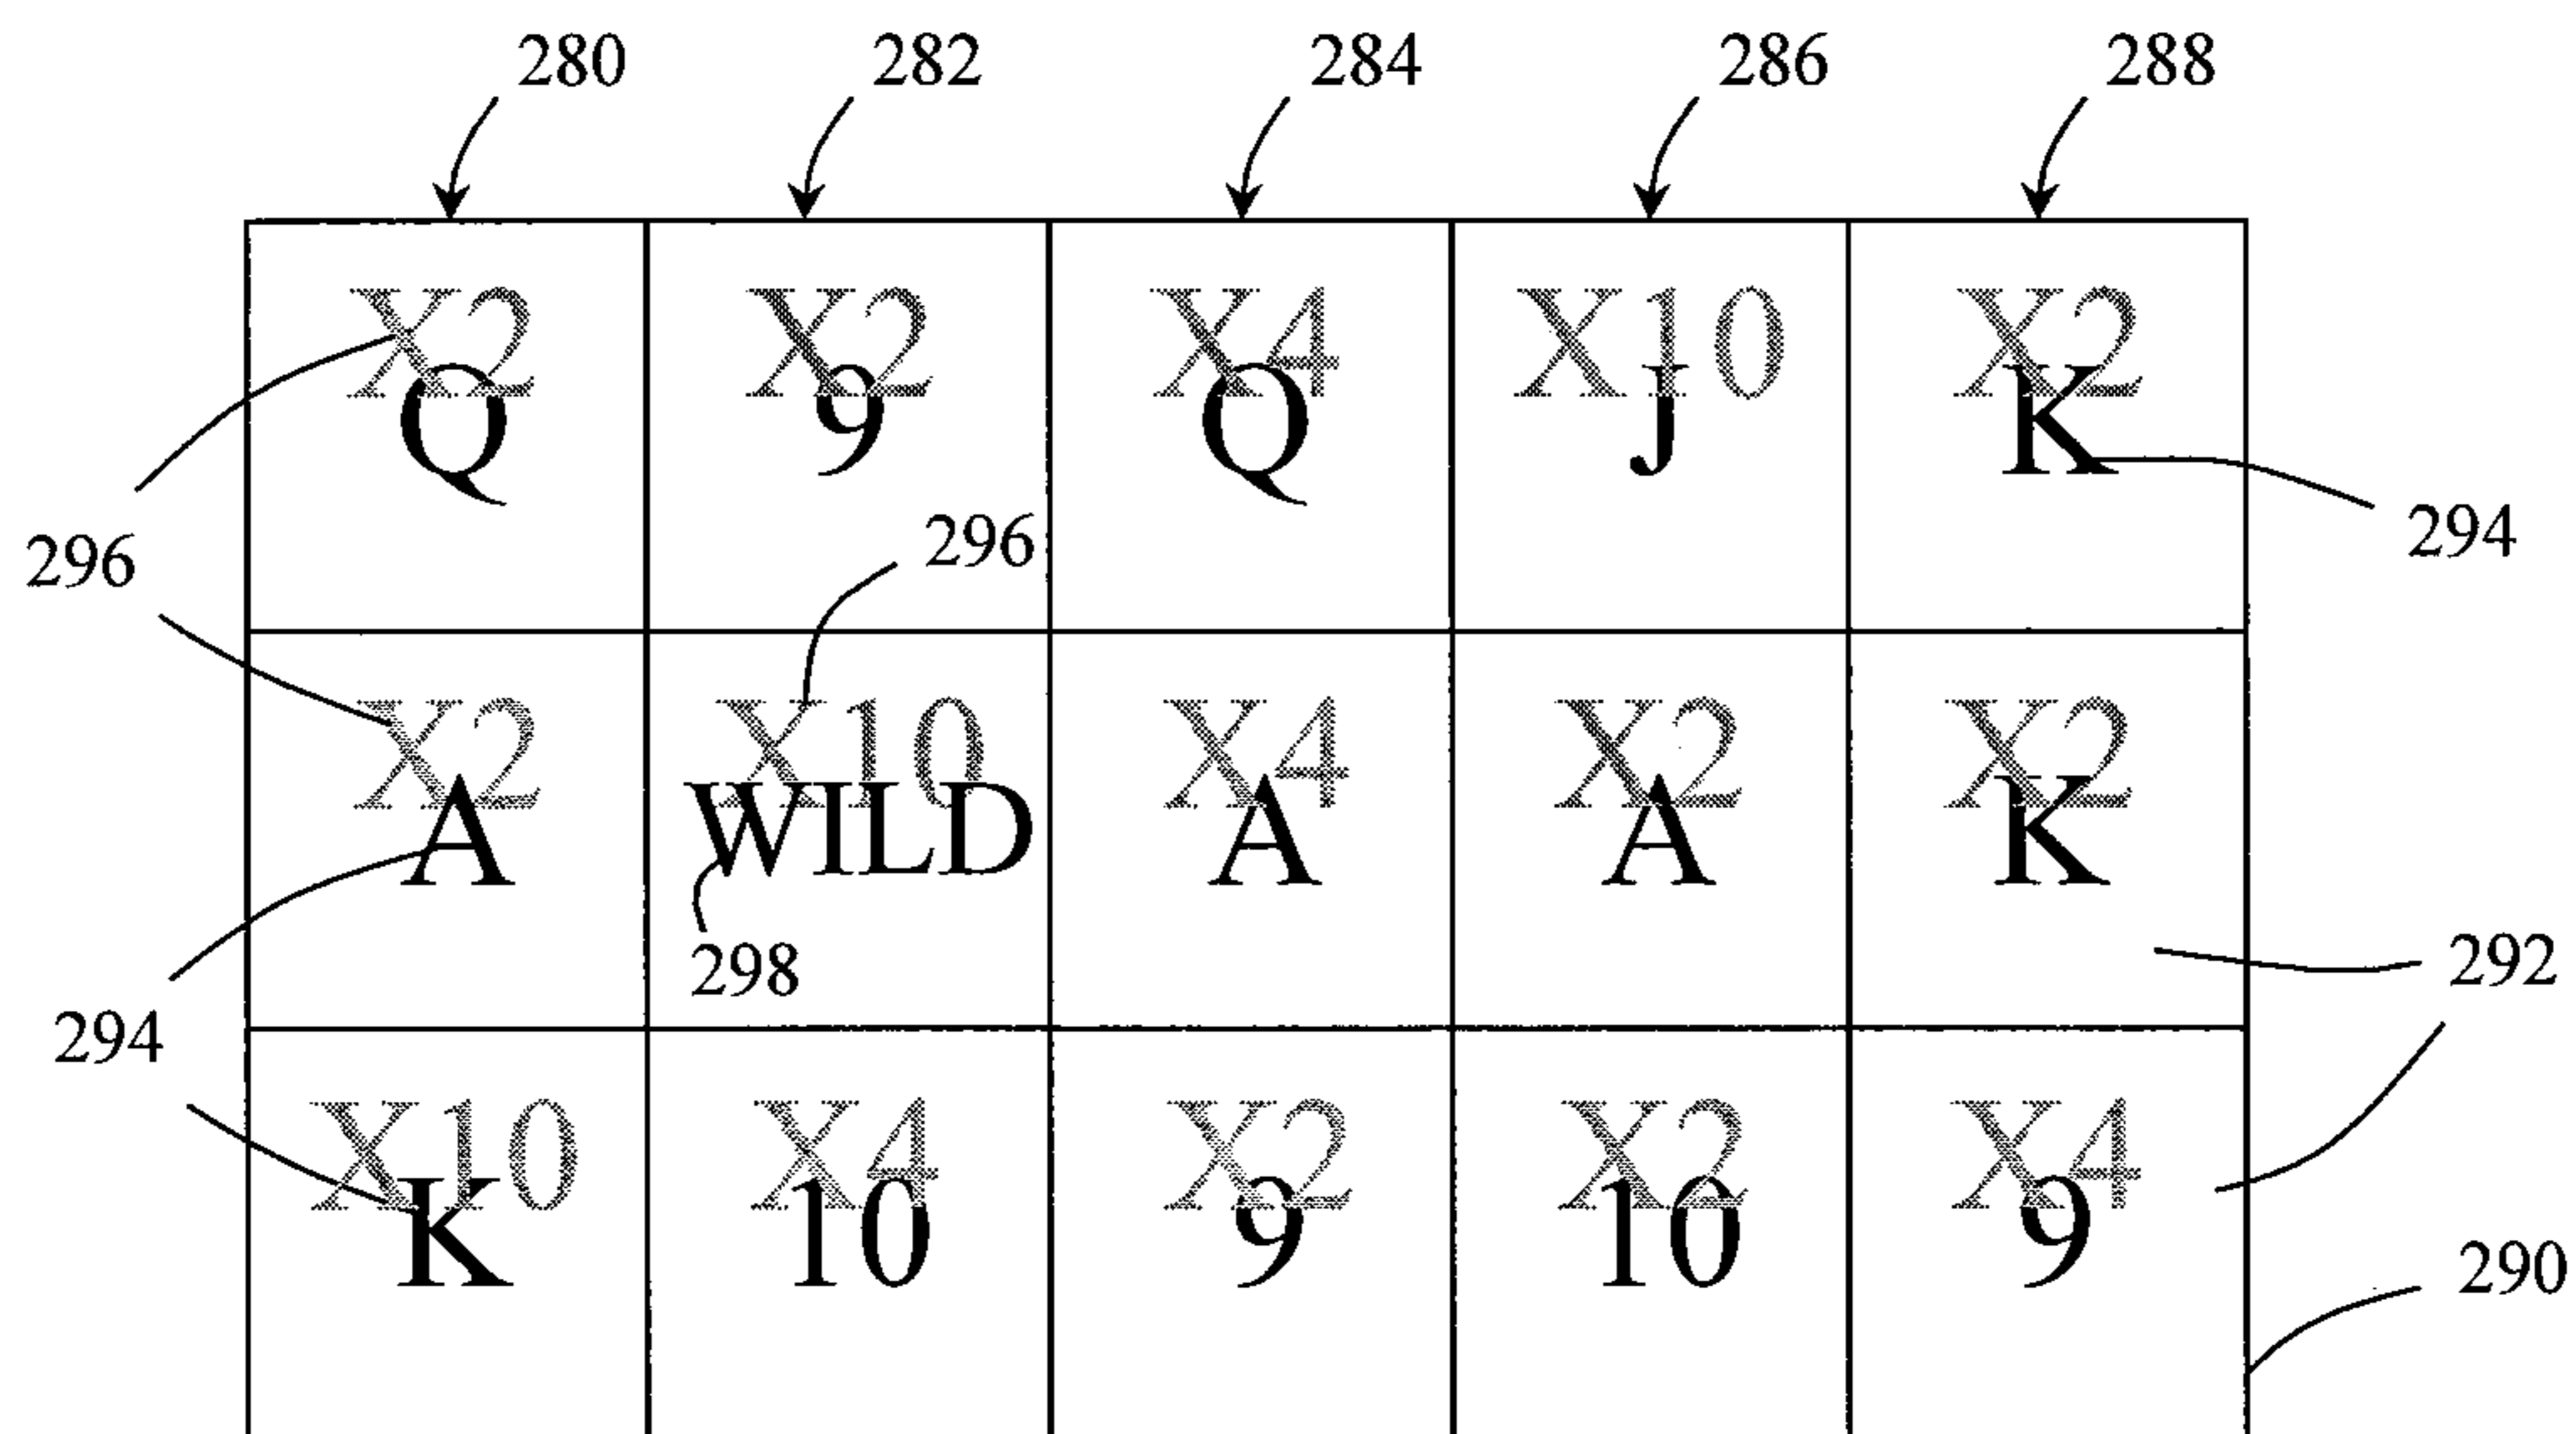 280 282 284 286 288
X2 X2 X4 X10 X2
Q 9 Q J K
296 296 294
X2 X10 X4 X2 X2
A WILD A A K
298 292
294
X10 X4 X2 X2 X4
K 10 9 10 9
290